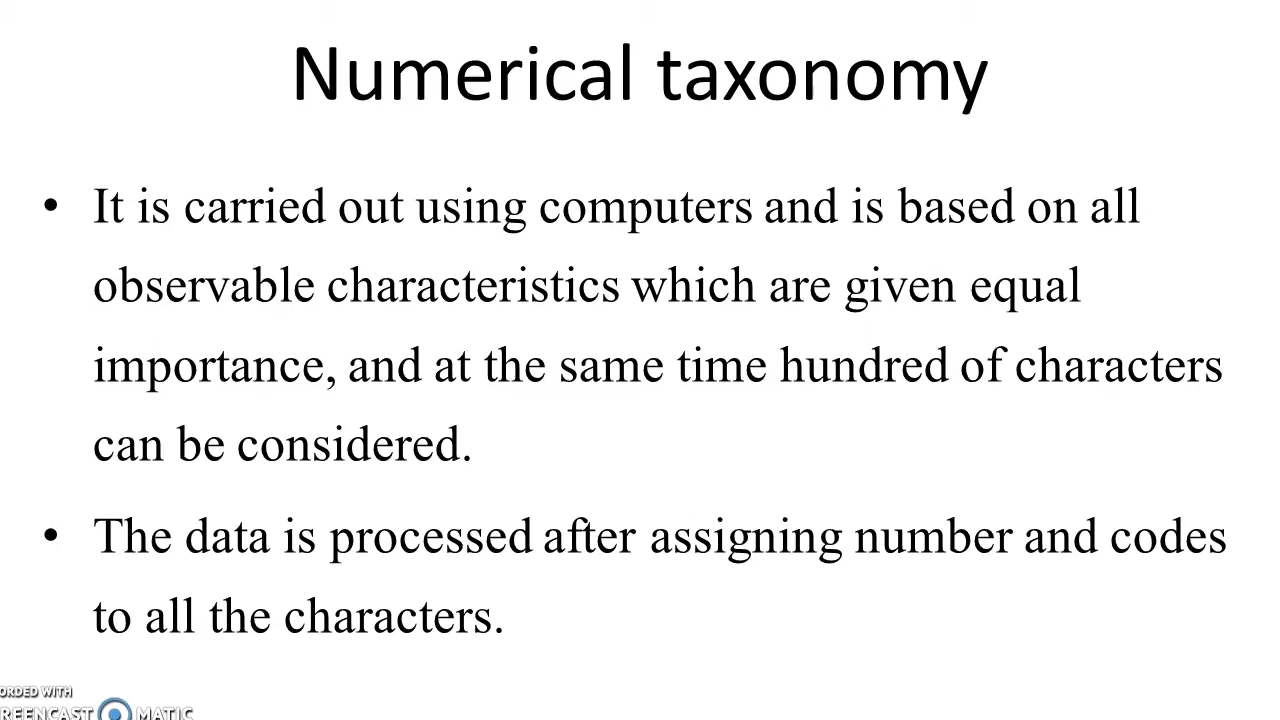 Numerical taxonomy
• It is carried out using computers and is based on all
observable characteristics which are given equal
importance, and at the same time hundred of characters
can be considered.
• The data is processed after assigning number and codes
to all the characters.
ORDED WITH
REENCAST MATIC